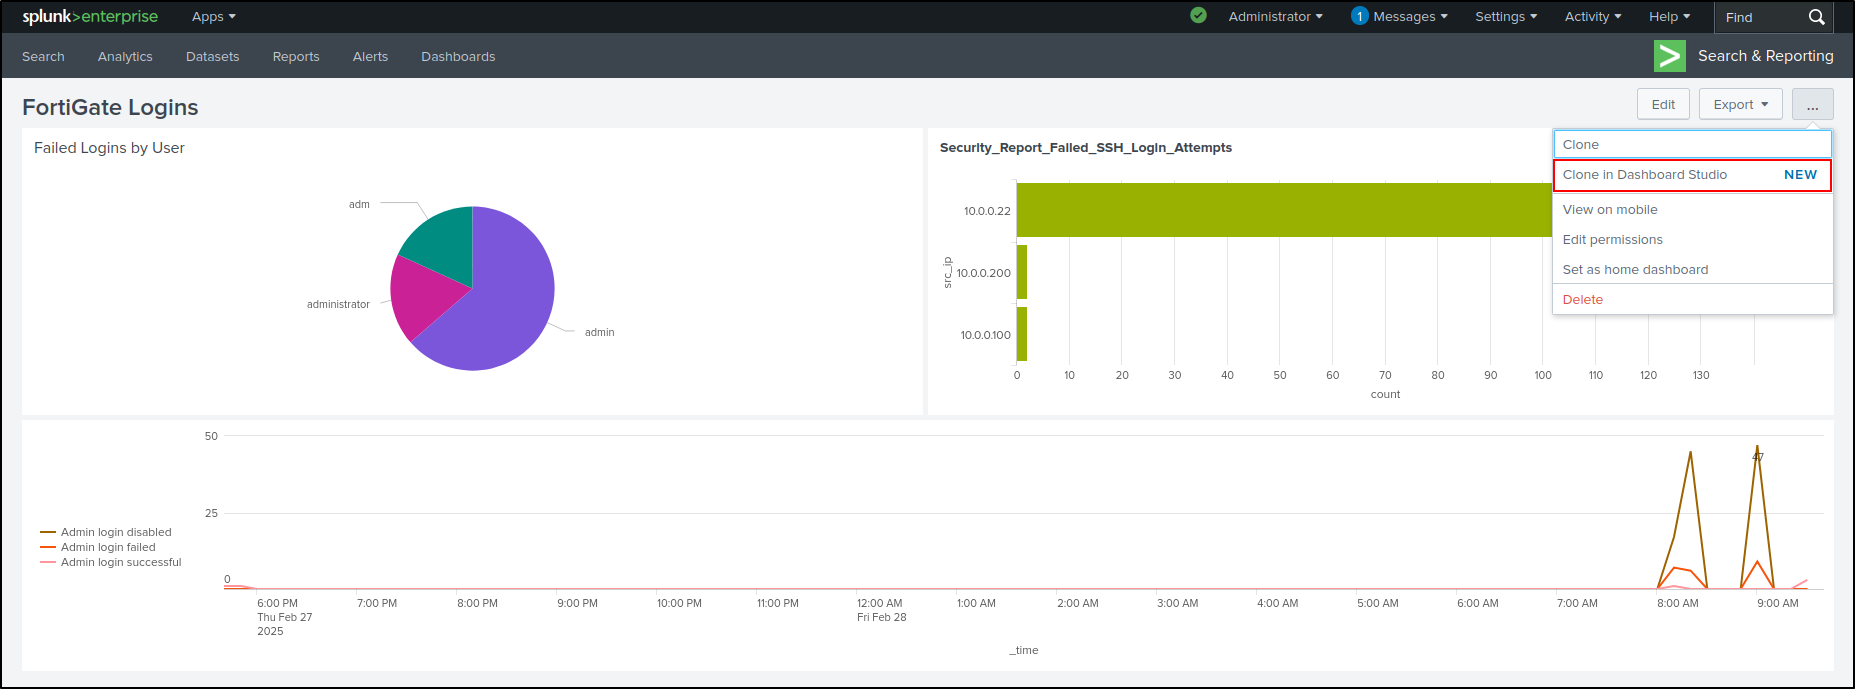 splunk>enterprise Apps Administrator 1 Messages Settings Activity Help Find
Search Analytics Datasets Reports Alerts Dashboards Search & Reporting
FortiGate Logins Edit Export ...
Clone
Clone in Dashboard Studio NEW
View on mobile
Edit permissions
Set as home dashboard
Delete
Failed Logins by User
adm
administrator
admin
Security_Report_Failed_SSH_Login_Attempts
src_ip
10.0.0.22
10.0.0.200
10.0.0.100
0 10 20 30 40 50 60 70 80 90 100 110 120 130
count
50
25
0
47
Admin login disabled
Admin login failed
Admin login successful
6:00 PM 7:00 PM 8:00 PM 9:00 PM 10:00 PM 11:00 PM 12:00 AM 1:00 AM 2:00 AM 3:00 AM 4:00 AM 5:00 AM 6:00 AM 7:00 AM 8:00 AM 9:00 AM
Thu Feb 27 Fri Feb 28
2025
_time